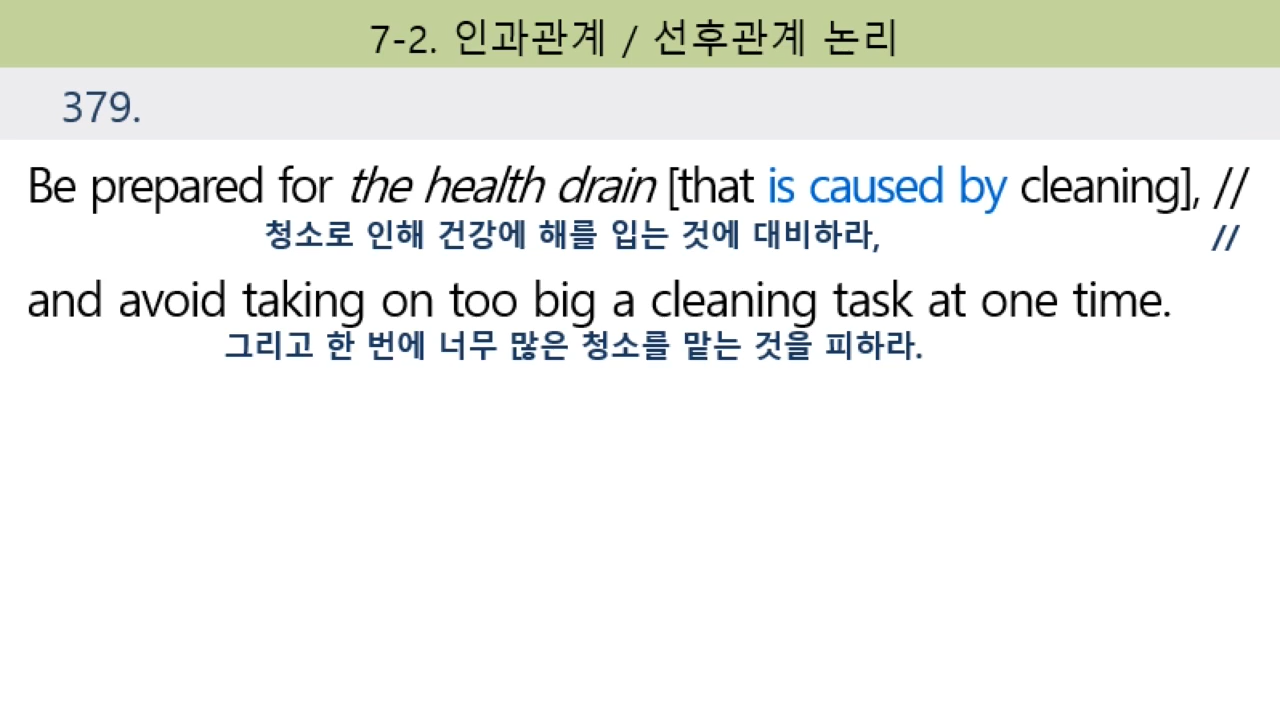 7-2. 인과관계 / 선후관계 논리
379.
Be prepared for the health drain [that is caused by cleaning], //
청소로 인해 건강에 해를 입는 것에 대비하라, //
and avoid taking on too big a cleaning task at one time.
그리고 한 번에 너무 많은 청소를 맡는 것을 피하라.